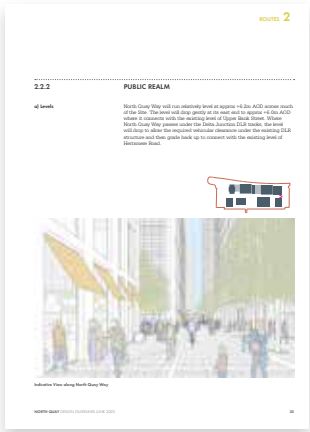 ROUTES 2
2.2.2 PUBLIC REALM
a) Levels
North Quay Way will run relatively level at approx +6.2m AOD across much
of the Site. The level will drop gently at its east end to approx +6.0m AOD
where it connects with the existing level of Upper Bank Street. Where
North Quay Way passes under the Delta Junction DLR tracks, the level
will drop to allow the required vehicular clearance under the existing DLR
structure and then grade back up to connect with the existing level of
Hertsmere Road.
Indicative View along North Quay Way
NORTH QUAY DESIGN GUIDELINES JUNE 2020